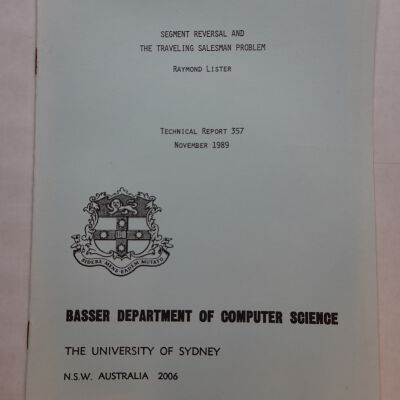 SEGMENT REVERSAL AND
THE TRAVELING SALESMAN PROBLEM
RAYMOND LISTER
TECHNICAL REPORT 357
NOVEMBER 1989
SIDERE MENS EADEM MUTATO
BASSER DEPARTMENT OF COMPUTER SCIENCE
THE UNIVERSITY OF SYDNEY
N.S.W. AUSTRALIA 2006